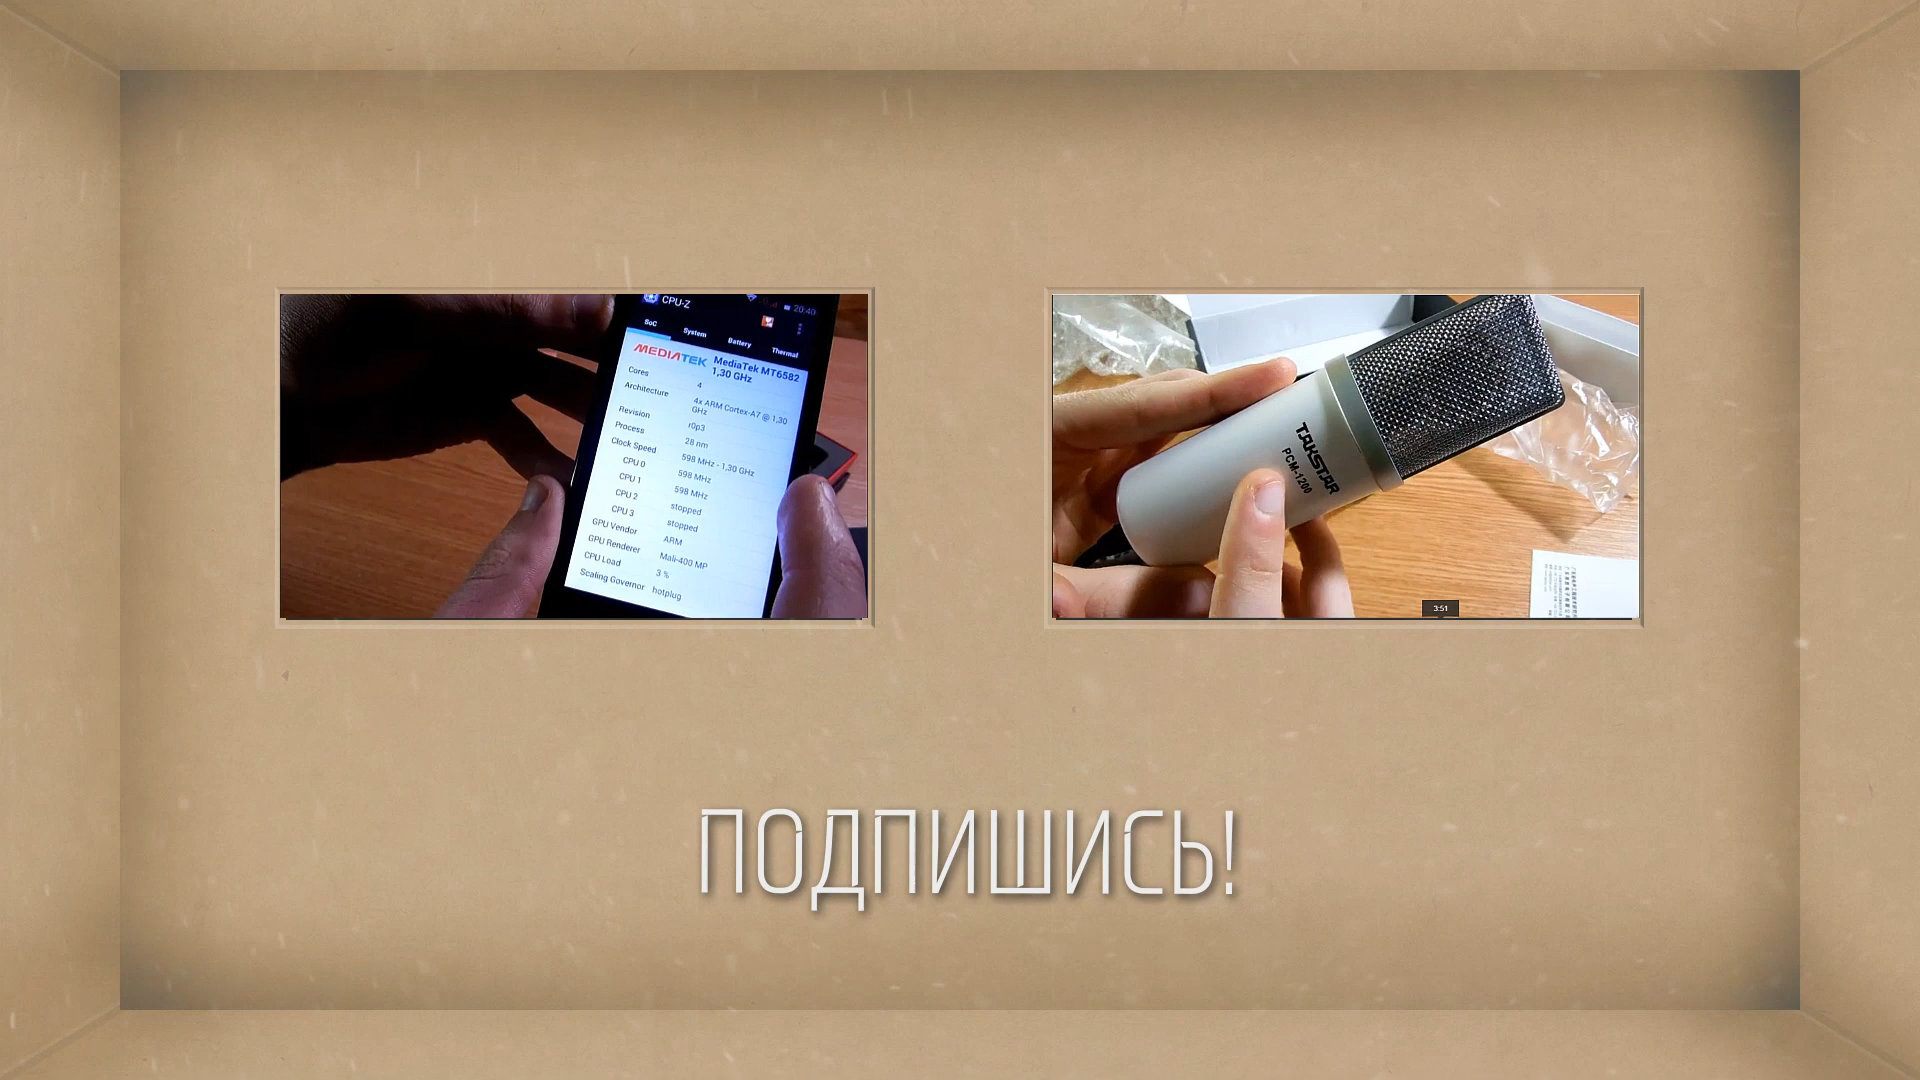 CPU-Z
20:40
SoC System Battery Thermal
MEDIATEK MediaTek MT6582
1,30 GHz
Cores 4
Architecture 4x ARM Cortex-A7 @ 1,30 GHz
Revision r0p3
Process 28 nm
Clock Speed 598 MHz - 1,30 GHz
CPU 0 598 MHz
CPU 1 598 MHz
CPU 2 stopped
CPU 3 stopped
GPU Vendor ARM
GPU Renderer Mali-400 MP
CPU Load 3 %
Scaling Governor hotplug
TAKSTAR
PCM-1200
3:51
ПОДПИШИСЬ!